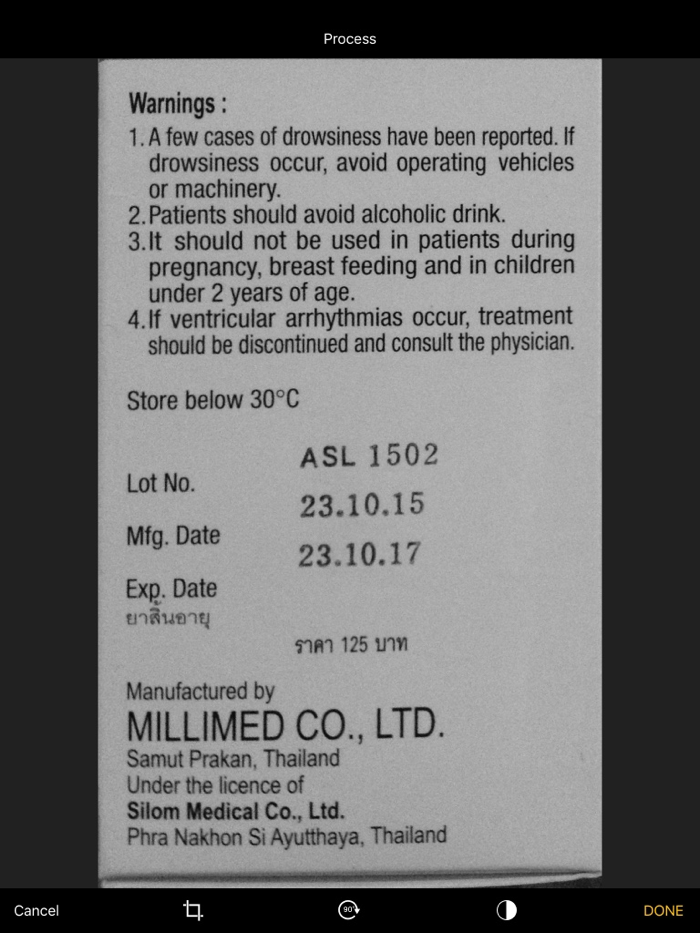 Process
Warnings :
1. A few cases of drowsiness have been reported. If
drowsiness occur, avoid operating vehicles
or machinery.
2. Patients should avoid alcoholic drink.
3. It should not be used in patients during
pregnancy, breast feeding and in children
under 2 years of age.
4. If ventricular arrhythmias occur, treatment
should be discontinued and consult the physician.
Store below 30°C
ASL 1502
Lot No.
23.10.15
Mfg. Date
23.10.17
Exp. Date
ยาสิ้นอายุ
ราคา 125 บาท
Manufactured by
MILLIMED CO., LTD.
Samut Prakan, Thailand
Under the licence of
Silom Medical Co., Ltd.
Phra Nakhon Si Ayutthaya, Thailand
Cancel
90°
DONE